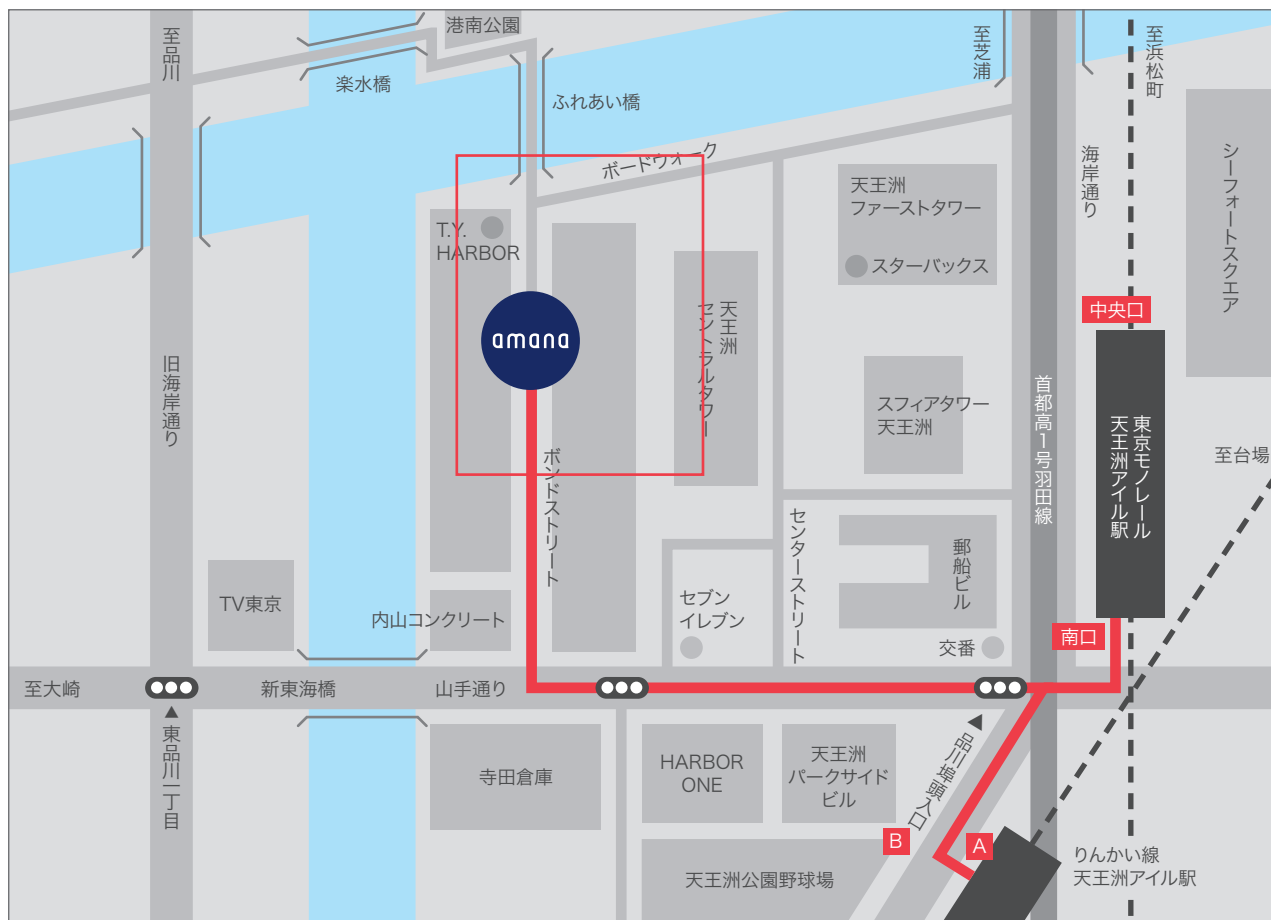 港南公園
至品川
至芝浦
至浜松町
楽水橋
ふれあい橋
ボードウォーク
海岸通り
シーフォートスクエア
天王洲
ファーストタワー
スターバックス
T.Y.
HARBOR
中央口
amana
天王洲
セントラルタワー
旧海岸通り
首都高1号羽田線
スフィアタワー
天王洲
東京モノレール
天王洲アイル駅
至台場
ボンドストリート
センターストリート
郵船ビル
TV東京
内山コンクリート
セブン
イレブン
交番
南口
至大崎
新東海橋
山手通り
東品川一丁目
品川埠頭入口
寺田倉庫
HARBOR
ONE
天王洲
パークサイド
ビル
B
A
天王洲公園野球場
りんかい線
天王洲アイル駅